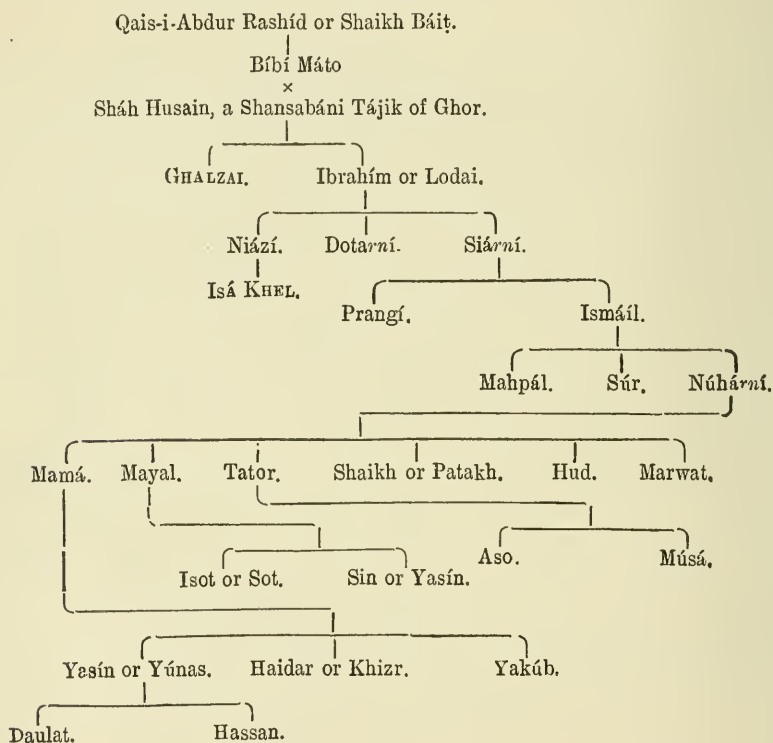 Qais-i-Abdur Rashíd or Shaikh Báiṭ.
Bíbí Máto
×
Sháh Husain, a Shansabáni Tájik of Ghor.
GHALZAI. Ibrahím or Lodai.
Niází. Dotarní. Siární.
Isá KHEL.
Prangí. Ismáíl.
Mahpál. Súr. Núhární.
Mamá. Mayal. Tator. Shaikh or Patakh. Hud. Marwat.
Aso. Músá.
Isot or Sot. Sin or Yasín.
Yasín or Yúnas. Haidar or Khizr. Yakúb.
Daulat. Hassan.